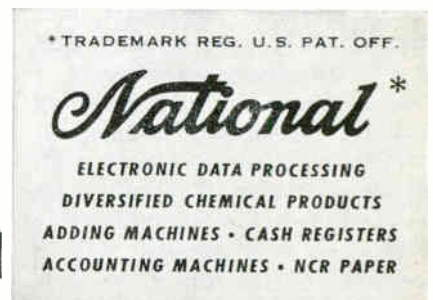 *TRADEMARK REG. U.S. PAT. OFF.
National*
ELECTRONIC DATA PROCESSING
DIVERSIFIED CHEMICAL PRODUCTS
ADDING MACHINES • CASH REGISTERS
ACCOUNTING MACHINES • NCR PAPER